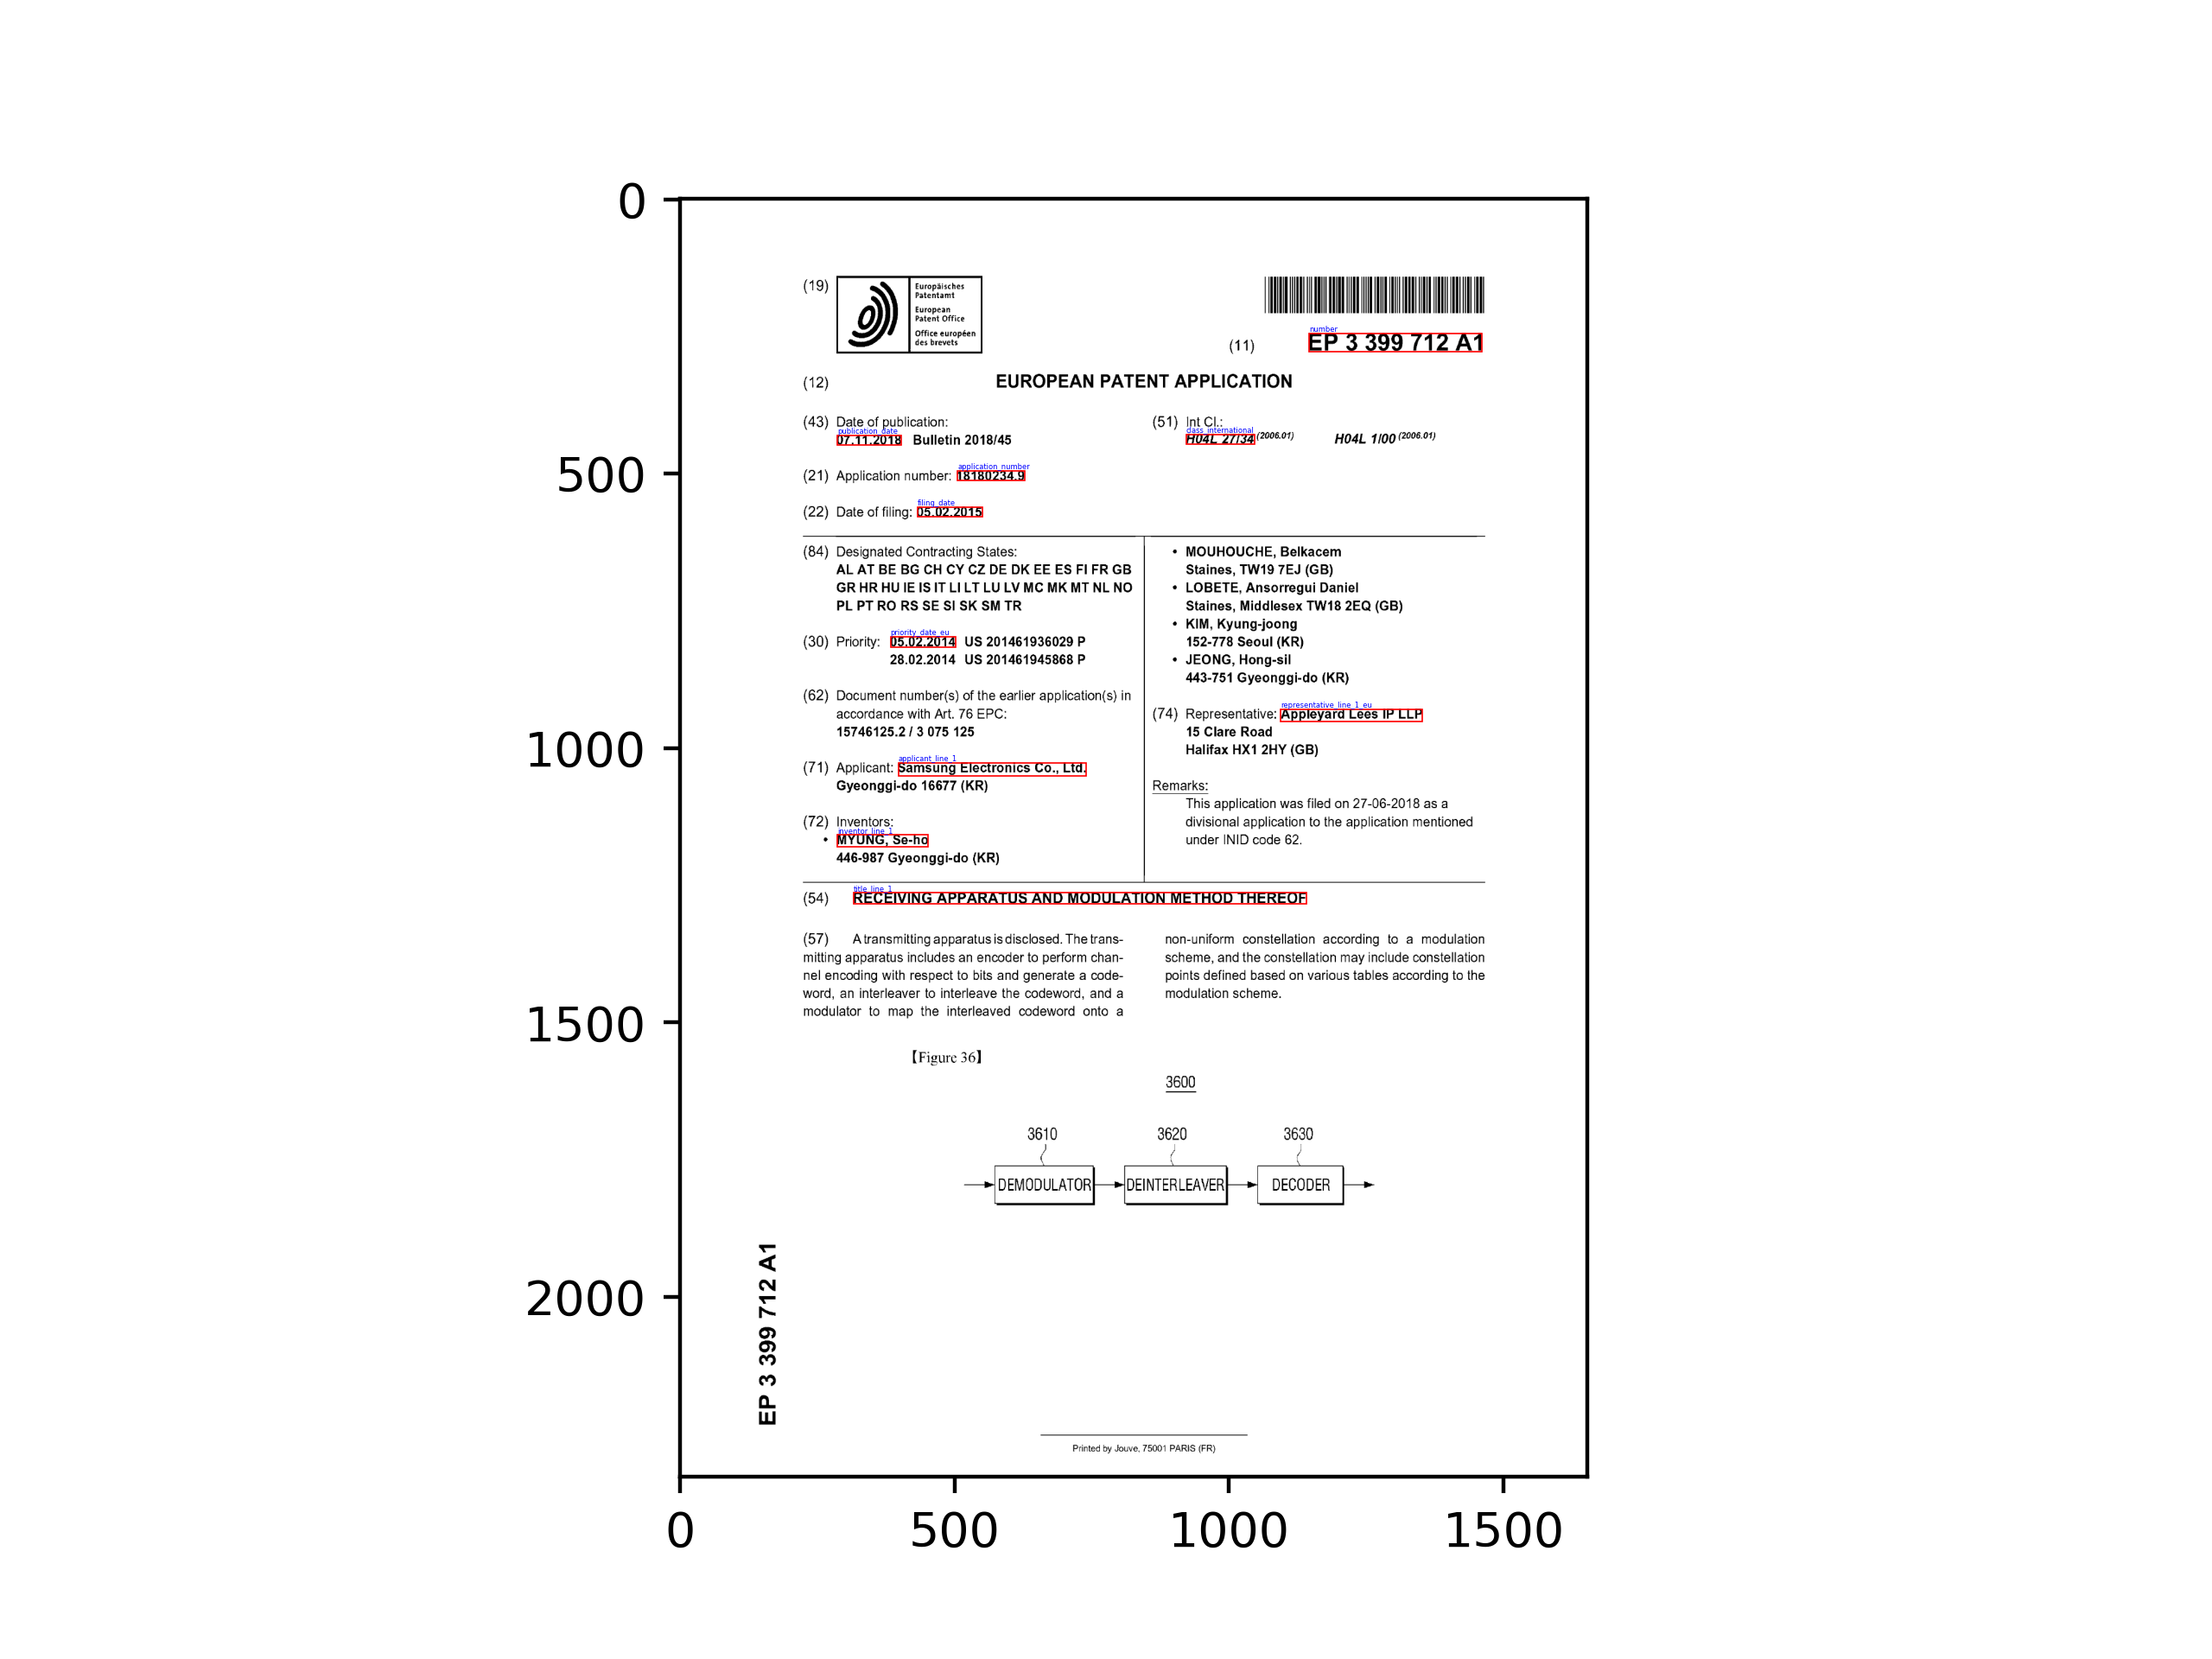 0
500
1000
1500
2000
0
500
1000
1500
(19)
Europäisches
Patentamt
European
Patent Office
Office européen
des brevets
number
(11)
EP 3 399 712 A1
(12)
EUROPEAN PATENT APPLICATION
(43) Date of publication:
publication_date
07.11.2018 Bulletin 2018/45
(51) Int Cl.:
class_international
H04L 27/34 (2006.01) H04L 1/00 (2006.01)
application_number
(21) Application number: 18180234.9
filing_date
(22) Date of filing: 05.02.2015
(84) Designated Contracting States:
AL AT BE BG CH CY CZ DE DK EE ES FI FR GB
GR HR HU IE IS IT LI LT LU LV MC MK MT NL NO
PL PT RO RS SE SI SK SM TR
priority_date_eu
(30) Priority: 05.02.2014 US 201461936029 P
28.02.2014 US 201461945868 P
(62) Document number(s) of the earlier application(s) in
accordance with Art. 76 EPC:
15746125.2 / 3 075 125
applicant_line_1
(71) Applicant: Samsung Electronics Co., Ltd.
Gyeonggi-do 16677 (KR)
(72) Inventors:
inventor_line_1
• MYUNG, Se-ho
446-987 Gyeonggi-do (KR)
• MOUHOUCHE, Belkacem
Staines, TW19 7EJ (GB)
• LOBETE, Ansorregui Daniel
Staines, Middlesex TW18 2EQ (GB)
• KIM, Kyung-joong
152-778 Seoul (KR)
• JEONG, Hong-sil
443-751 Gyeonggi-do (KR)
representative_line_1_eu
(74) Representative: Appleyard Lees IP LLP
15 Clare Road
Halifax HX1 2HY (GB)
Remarks:
This application was filed on 27-06-2018 as a
divisional application to the application mentioned
under INID code 62.
title_line_1
(54) RECEIVING APPARATUS AND MODULATION METHOD THEREOF
(57) A transmitting apparatus is disclosed. The trans-
mitting apparatus includes an encoder to perform chan-
nel encoding with respect to bits and generate a code-
word, an interleaver to interleave the codeword, and a
modulator to map the interleaved codeword onto a
non-uniform constellation according to a modulation
scheme, and the constellation may include constellation
points defined based on various tables according to the
modulation scheme.
【Figure 36】
3600
3610 3620 3630
DEMODULATOR DEINTERLEAVER DECODER
EP 3 399 712 A1
Printed by Jouve, 75001 PARIS (FR)